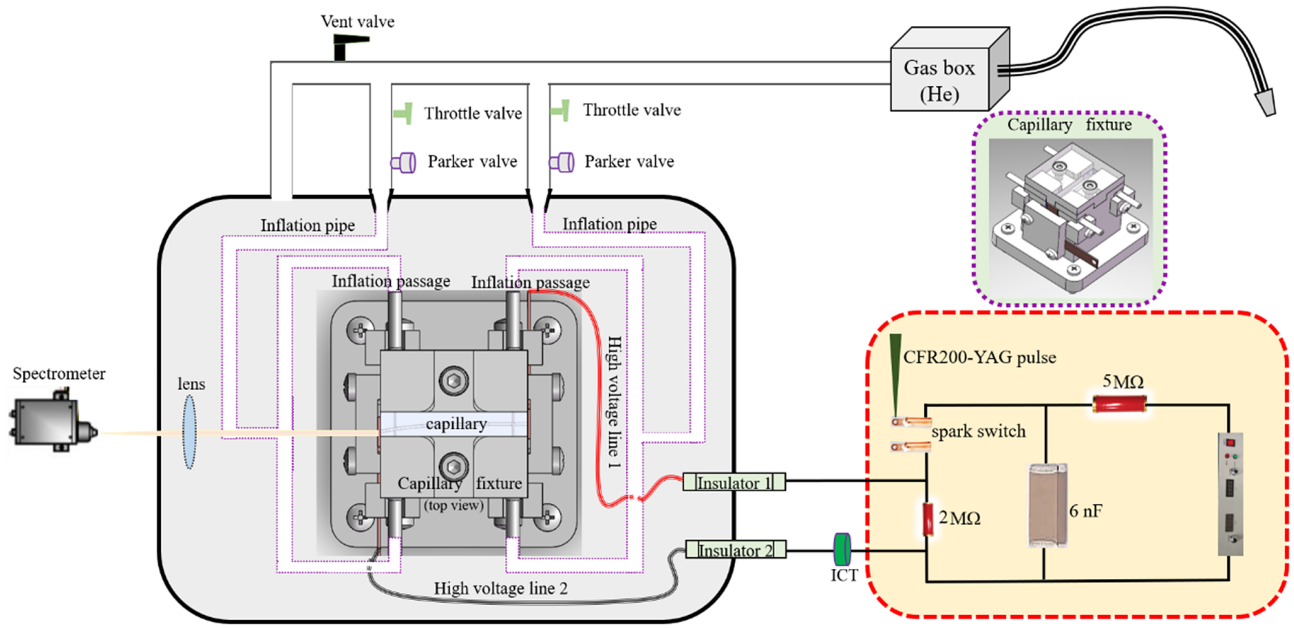 Vent valve
Gas box
(He)
Throttle valve
Throttle valve
Parker valve
Parker valve
Capillary fixture
Inflation pipe
Inflation pipe
Inflation passage
Inflation passage
High voltage line 1
Spectrometer
lens
capillary
Capillary fixture
(top view)
Insulator 1
Insulator 2
High voltage line 2
ICT
CFR200-YAG pulse
5MΩ
spark switch
2MΩ
6 nF